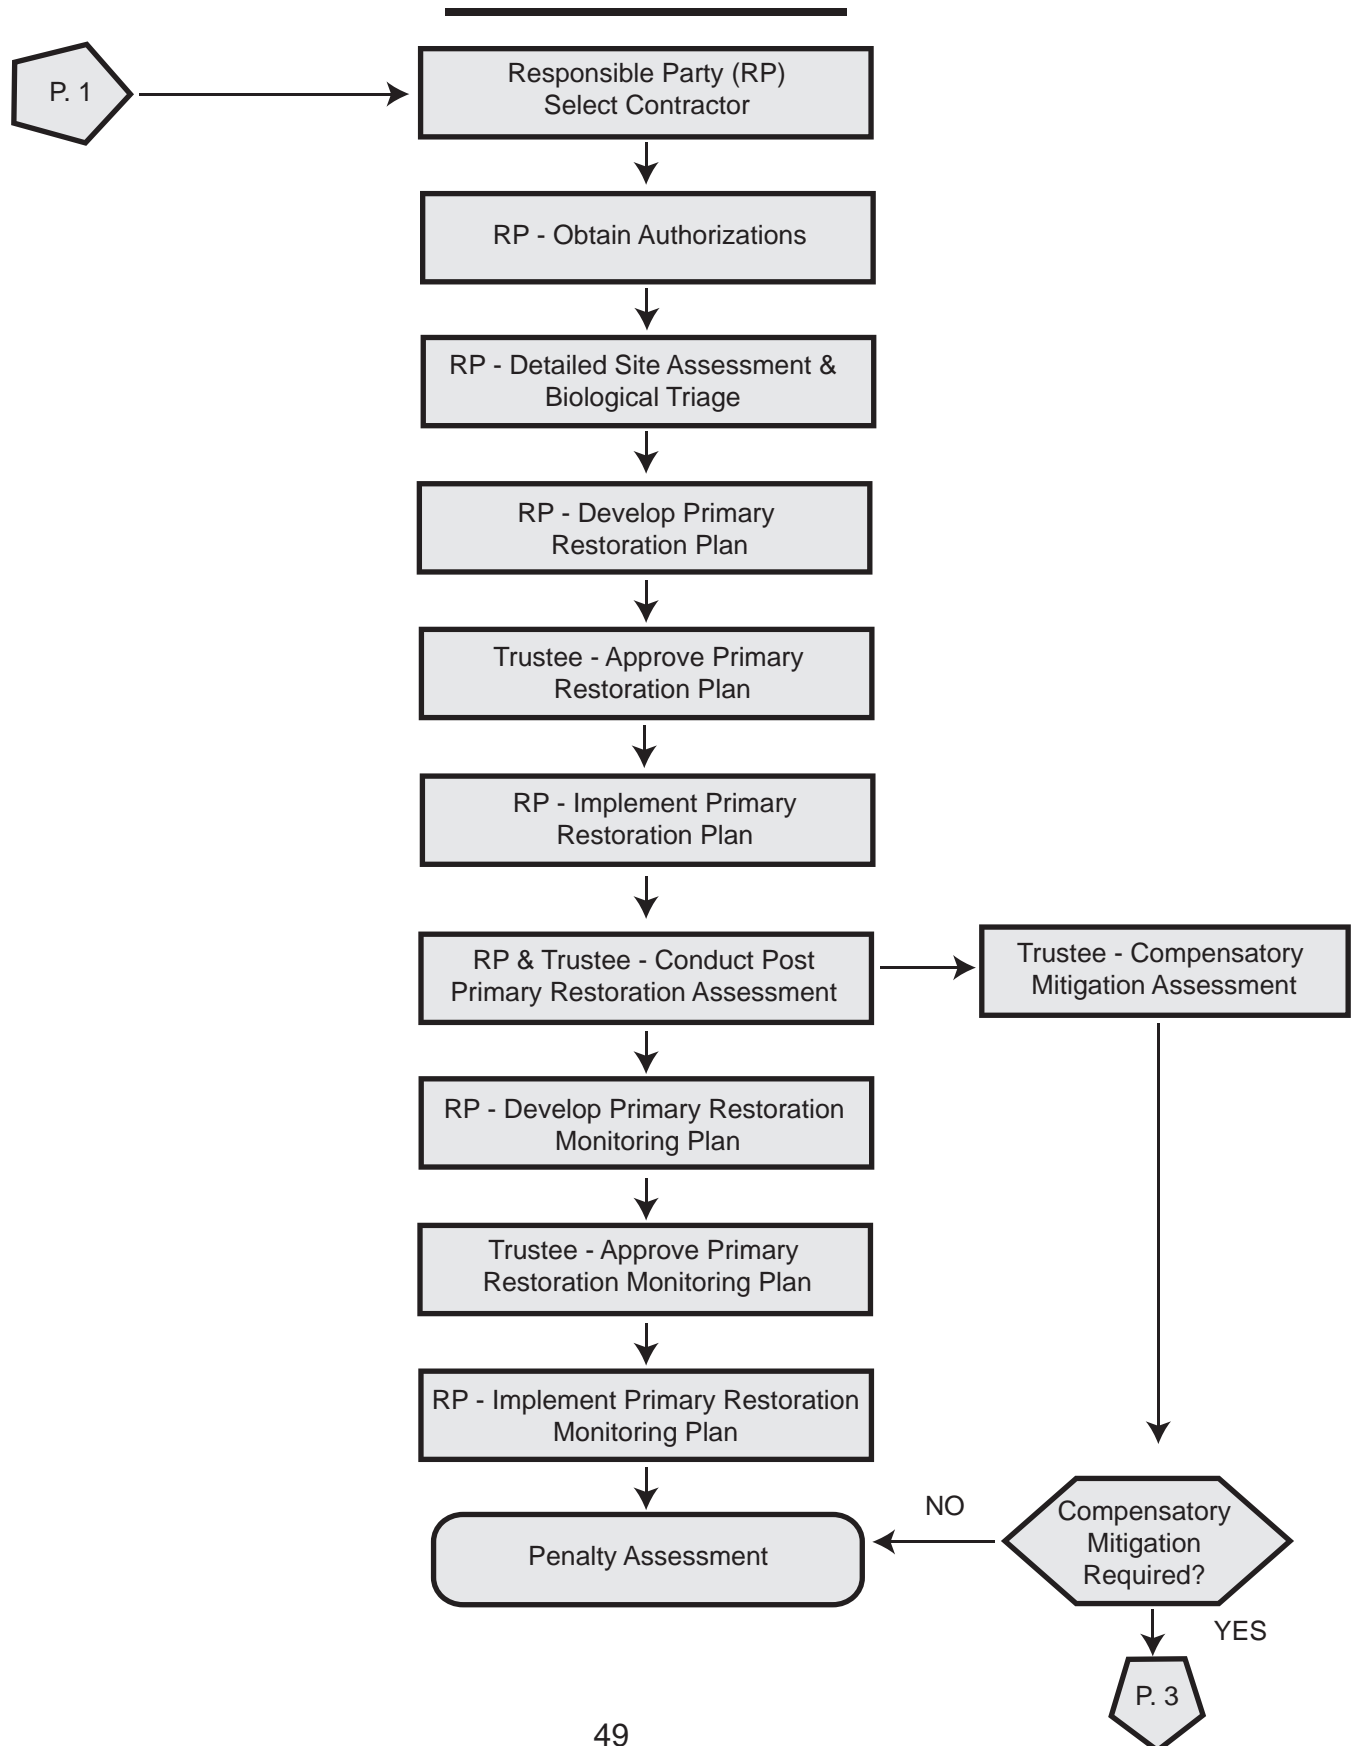 P. 1
Responsible Party (RP)
Select Contractor
RP - Obtain Authorizations
RP - Detailed Site Assessment &
Biological Triage
RP - Develop Primary
Restoration Plan
Trustee - Approve Primary
Restoration Plan
RP - Implement Primary
Restoration Plan
RP & Trustee - Conduct Post
Primary Restoration Assessment
Trustee - Compensatory
Mitigation Assessment
RP - Develop Primary Restoration
Monitoring Plan
Trustee - Approve Primary
Restoration Monitoring Plan
RP - Implement Primary Restoration
Monitoring Plan
Penalty Assessment
NO
Compensatory
Mitigation
Required?
YES
P. 3
49